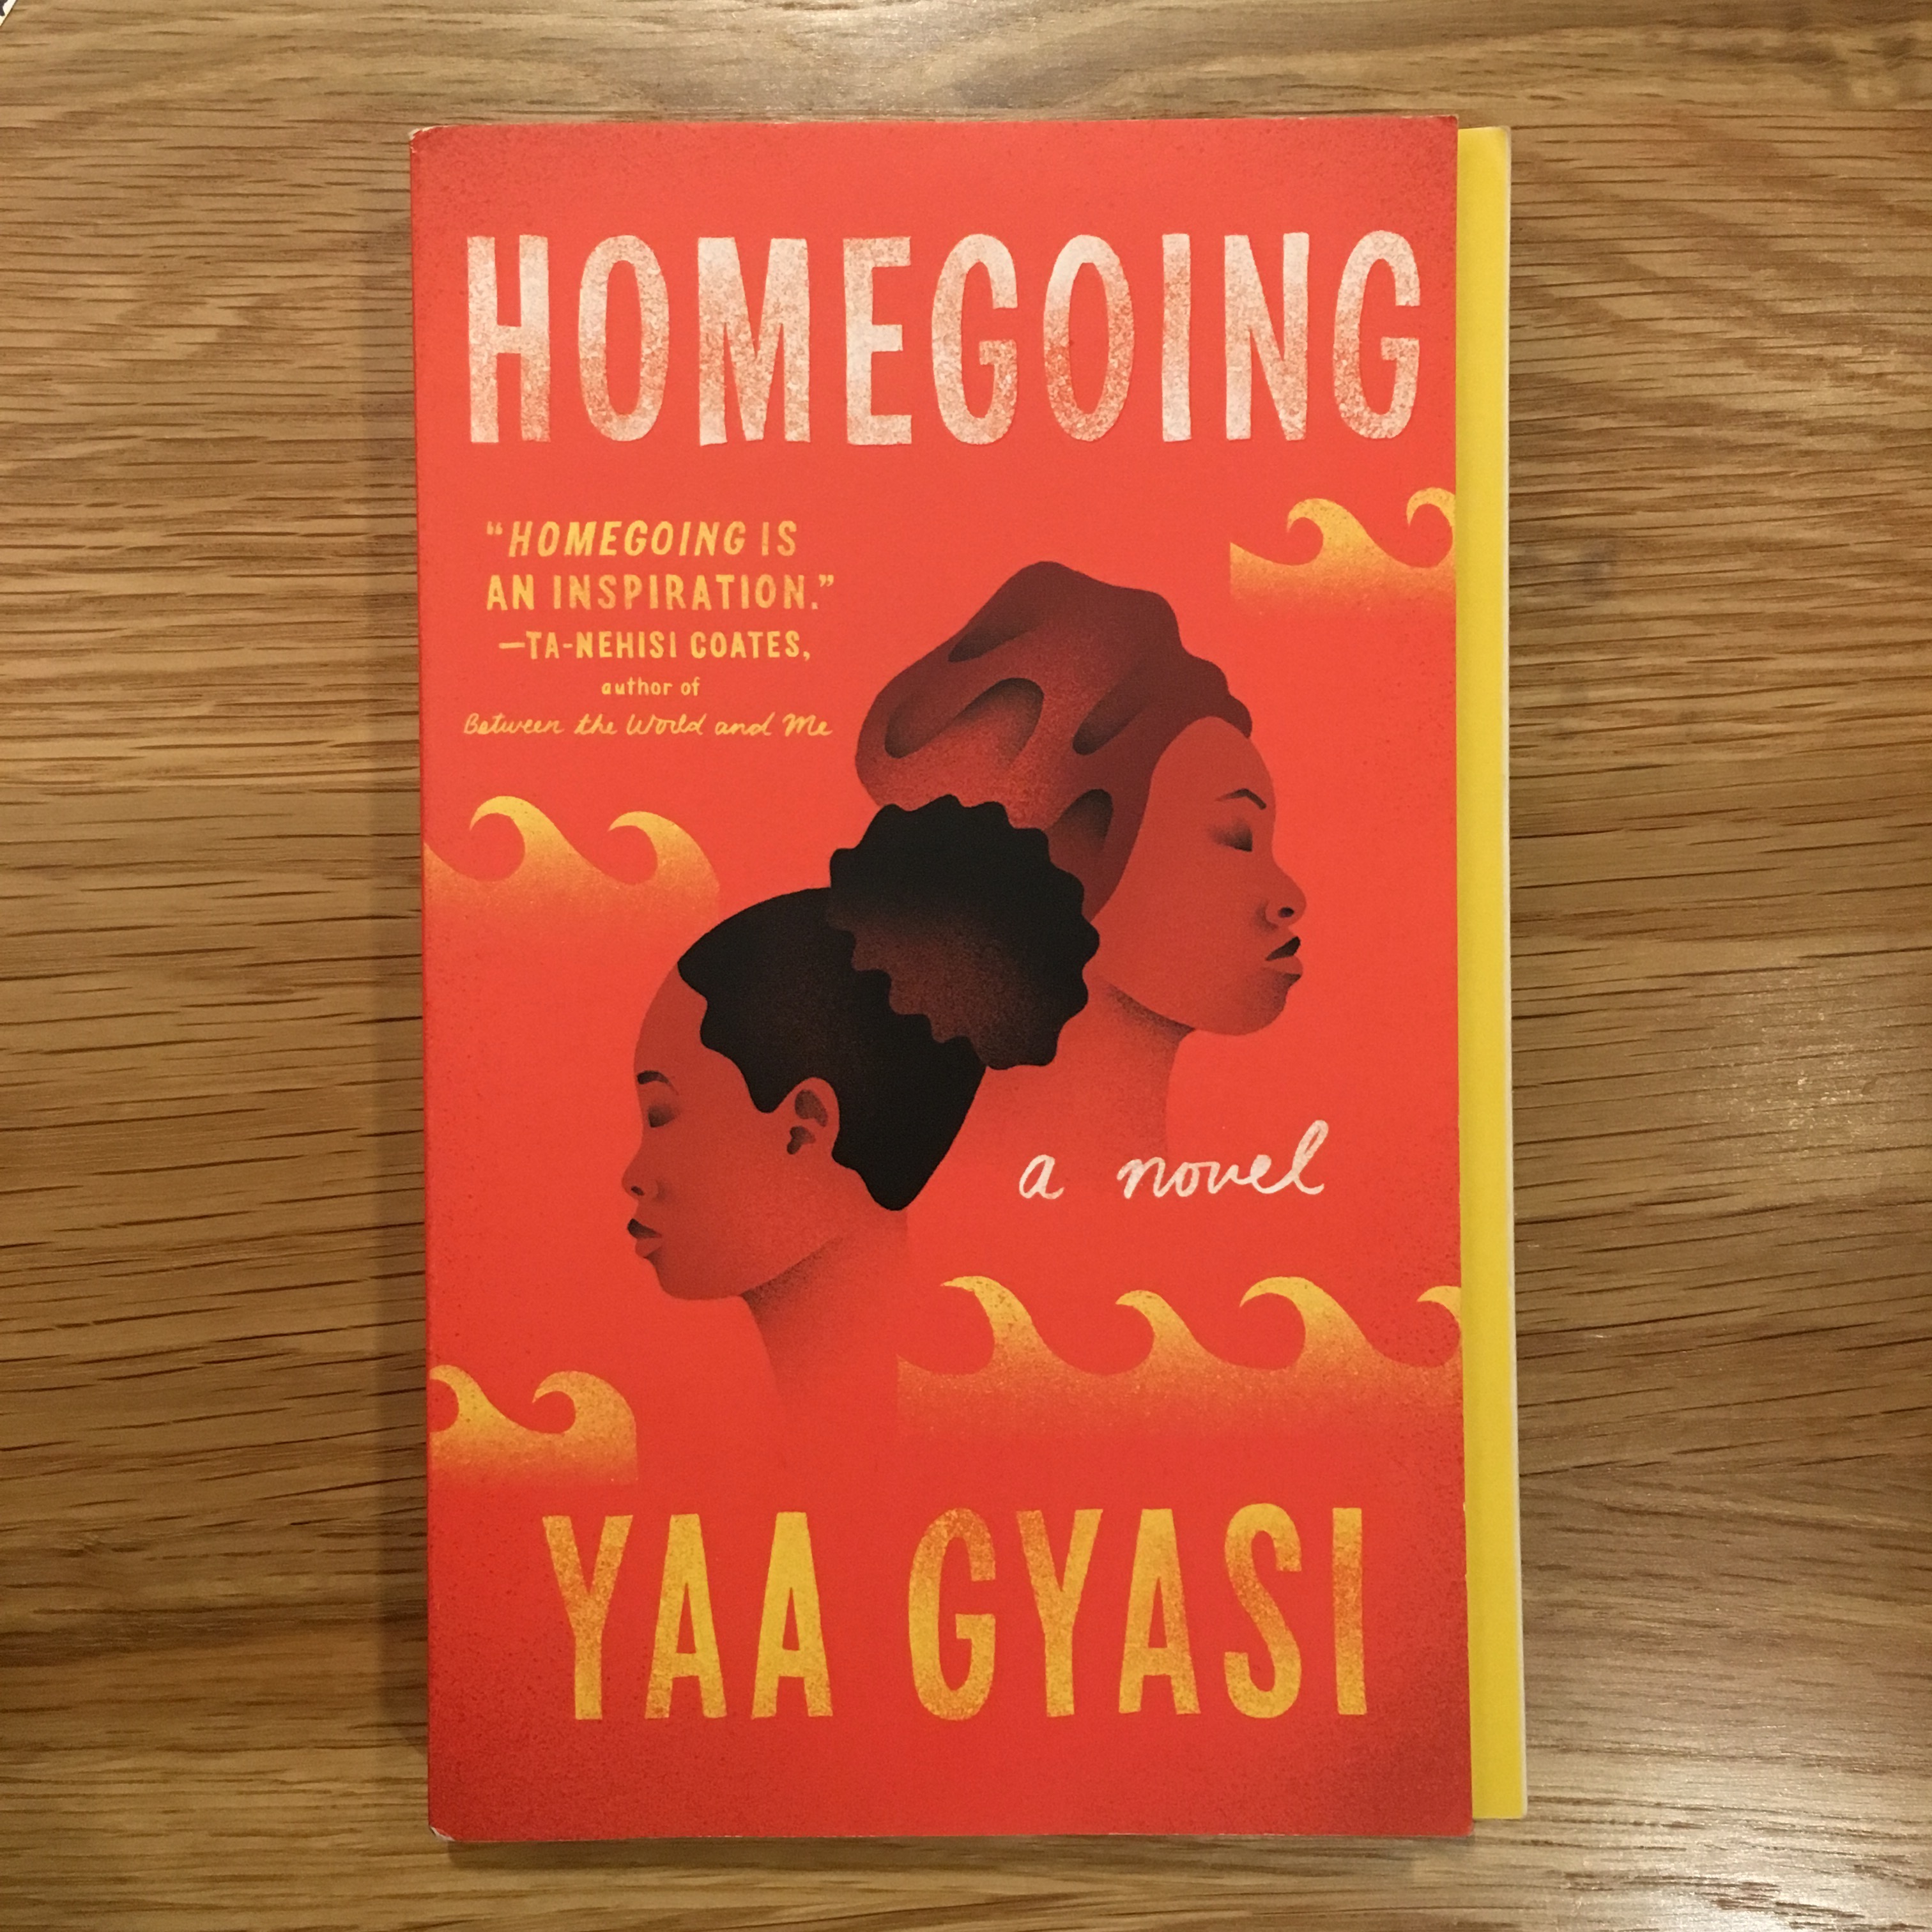 HOMEGOING
“HOMEGOING IS
AN INSPIRATION.”
—TA-NEHISI COATES,
author of
Between the World and Me
a novel
YAA GYASI